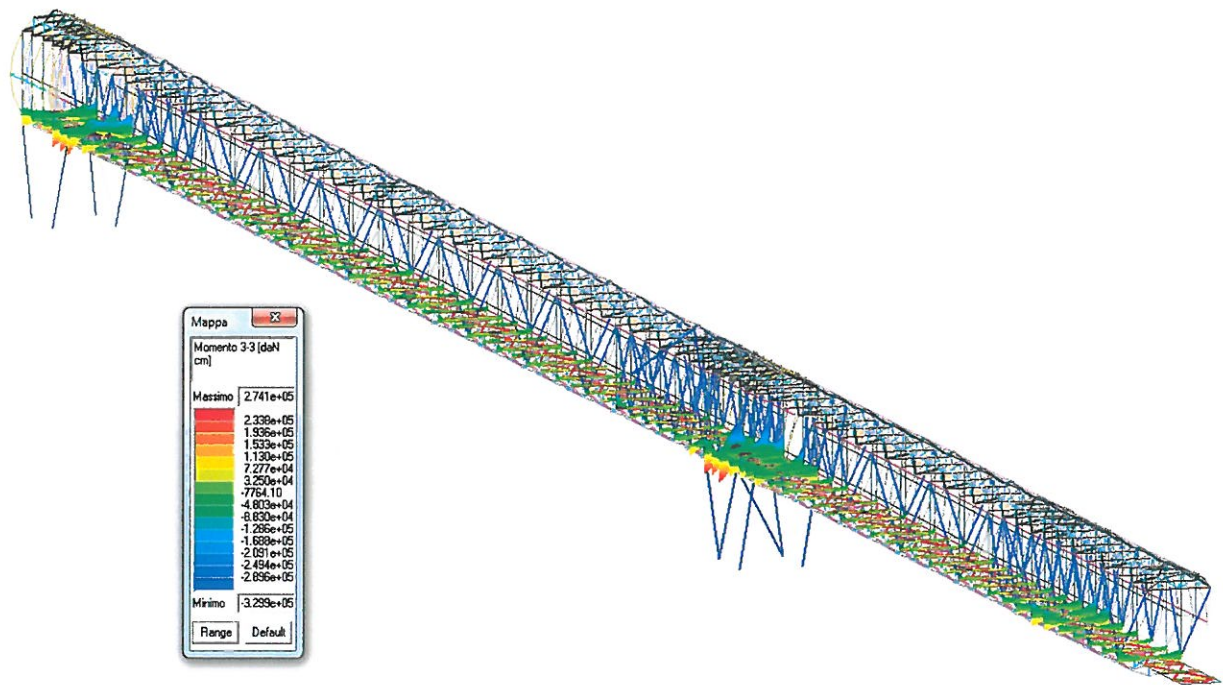 Mappa
Momento 3-3 [daN
cm]
Massimo 2.741e+05
2.338e+05
1.936e+05
1.533e+05
1.130e+05
7.277e+04
3.250e+04
-7764.10
-4.803e+04
-8.830e+04
-1.286e+05
-1.688e+05
-2.091e+05
-2.494e+05
-2.896e+05
Minimo -3.299e+05
Range Default